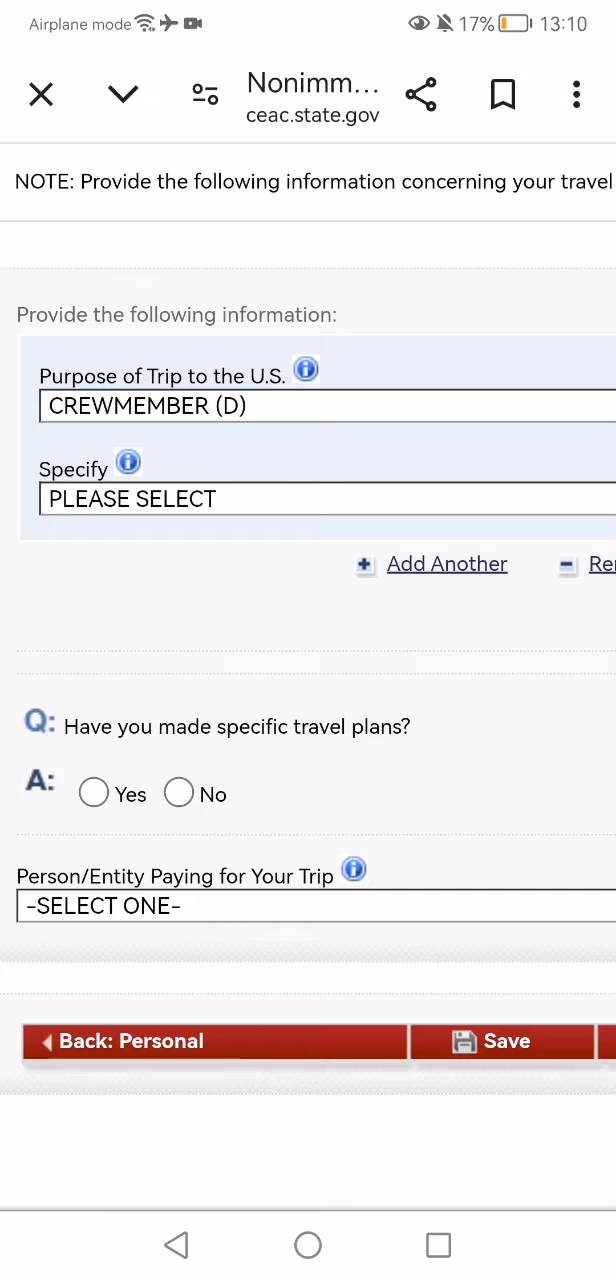 Airplane mode 17% 13:10
Nonimm...
ceac.state.gov
NOTE: Provide the following information concerning your travel
Provide the following information:
Purpose of Trip to the U.S.
CREWMEMBER (D)
Specify
PLEASE SELECT
Add Another
Q: Have you made specific travel plans?
A: Yes No
Person/Entity Paying for Your Trip
-SELECT ONE-
Back: Personal Save